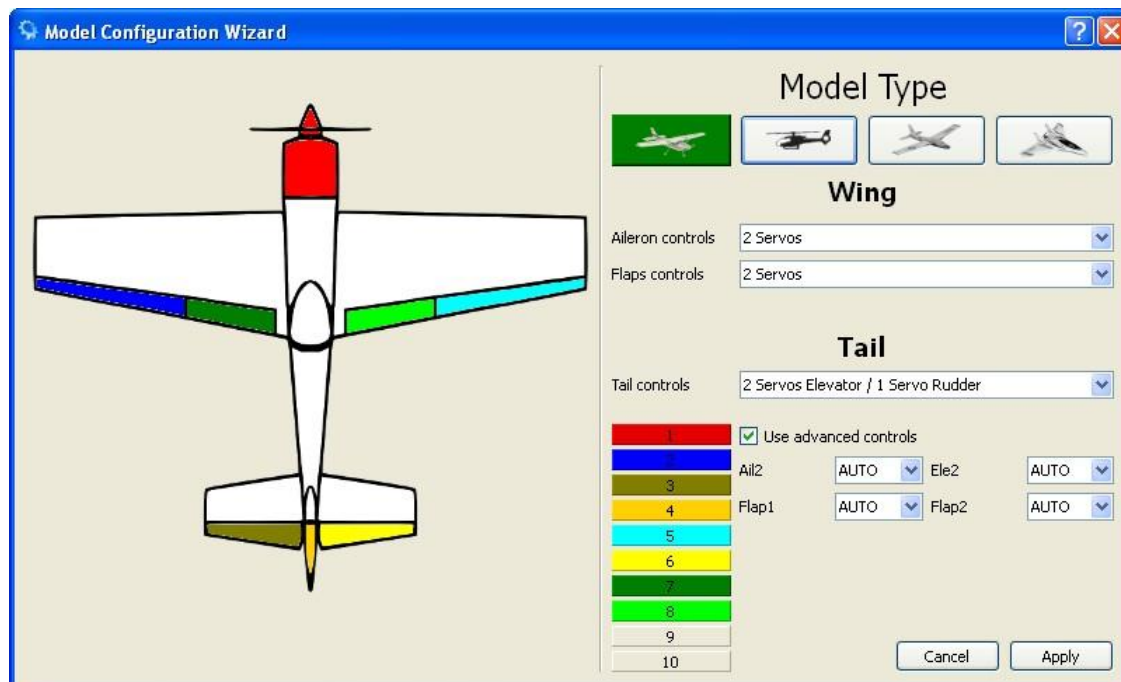 Model Configuration Wizard
Model Type
Wing
Aileron controls 2 Servos
Flaps controls 2 Servos
Tail
Tail controls 2 Servos Elevator / 1 Servo Rudder
1 Use advanced controls
2 Ail2 AUTO Ele2 AUTO
3
4 Flap1 AUTO Flap2 AUTO
5
6
7
8
9
10
Cancel Apply